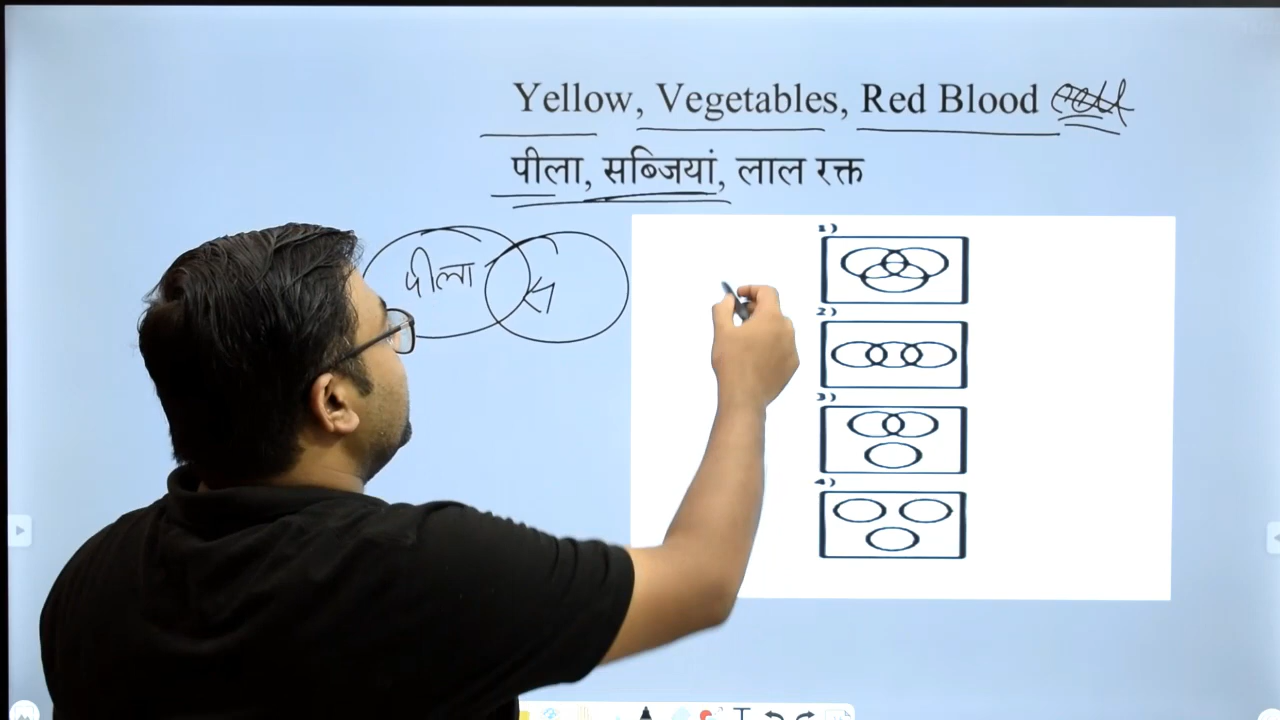 Yellow, Vegetables, Red Blood
पीला, सब्जियां, लाल रक्त
पीला
स
1)
2)
3)
4)